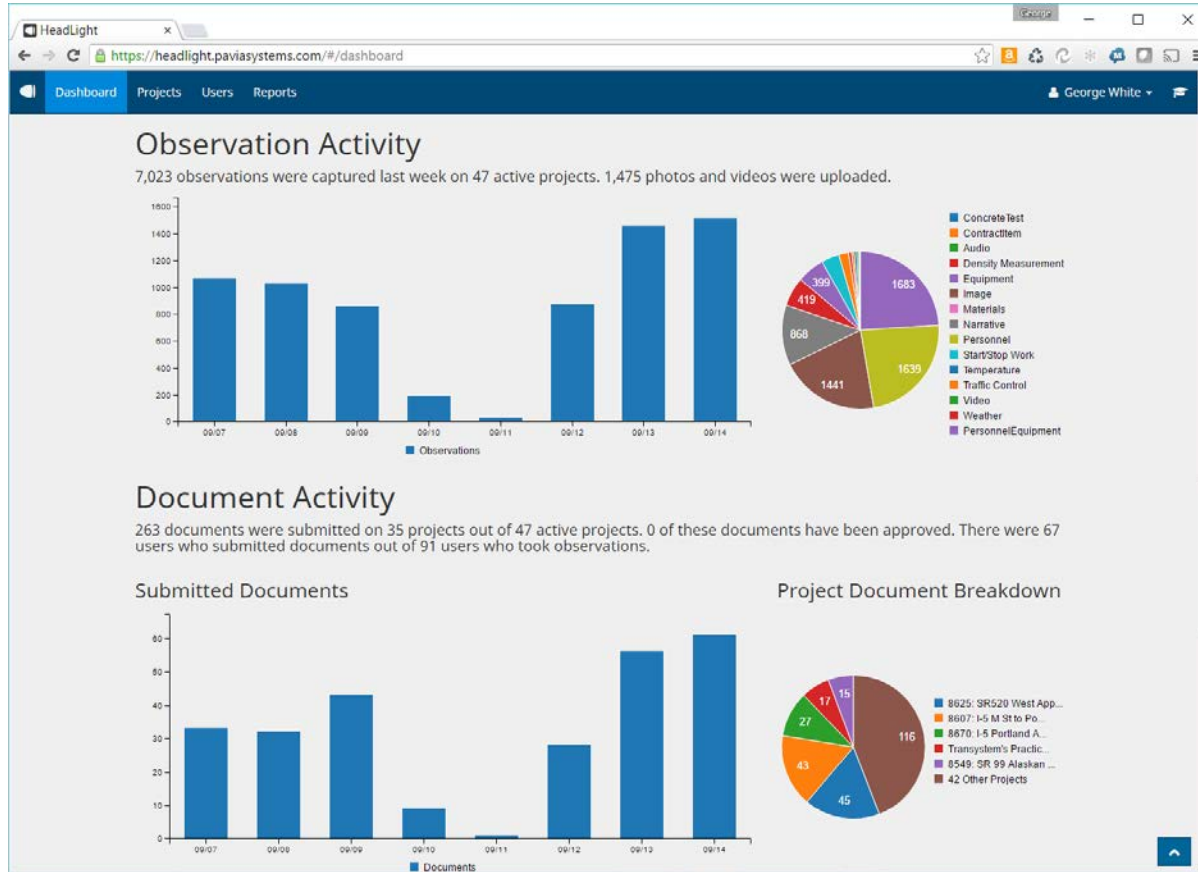 George
HeadLight
https://headlight.paviasystems.com/#/dashboard
Dashboard Projects Users Reports George White
Observation Activity
7,023 observations were captured last week on 47 active projects. 1,475 photos and videos were uploaded.
1600
1400
1200
1000
800
600
400
200
0
09/07 09/08 09/09 09/10 09/11 09/12 09/13 09/14
Observations
1683
1639
1441
868
419
399
ConcreteTest
ContractItem
Audio
Density Measurement
Equipment
Image
Materials
Narrative
Personnel
Start/Stop Work
Temperature
Traffic Control
Video
Weather
PersonnelEquipment
Document Activity
263 documents were submitted on 35 projects out of 47 active projects. 0 of these documents have been approved. There were 67
users who submitted documents out of 91 users who took observations.
Submitted Documents
60
50
40
30
20
10
0
09/07 09/08 09/09 09/10 09/11 09/12 09/13 09/14
Documents
Project Document Breakdown
116
45
43
27
17
15
8625: SR520 West App...
8607: I-5 M St to Po...
8670: I-5 Portland A...
Transystem's Practic...
8549: SR 99 Alaskan ...
42 Other Projects